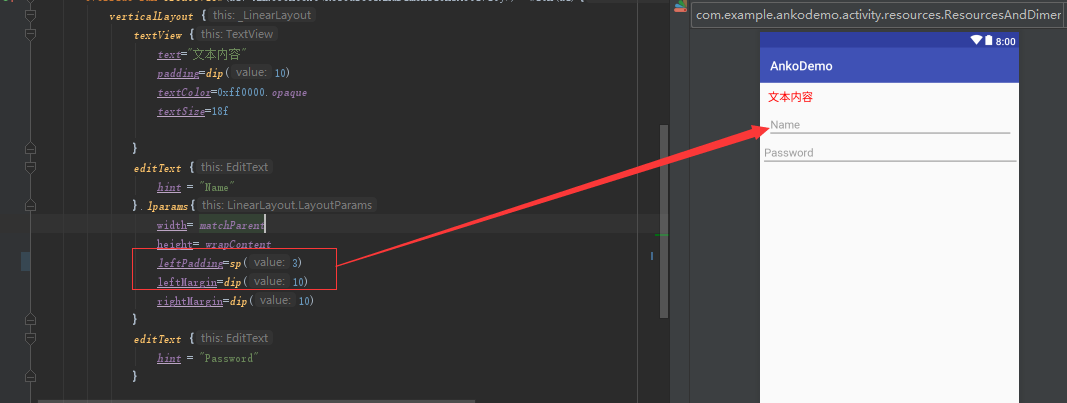 verticalLayout { this: _LinearLayout
textView { this: TextView
text="文本内容"
padding=dip( value: 10)
textColor=0xff0000.opaque
textSize=18f
}
editText { this: EditText
hint = "Name"
}.lparams{ this: LinearLayout.LayoutParams
width= matchParent
height= wrapContent
leftPadding=sp( value: 3)
leftMargin=dip( value: 10)
rightMargin=dip( value: 10)
}
editText { this: EditText
hint = "Password"
}
com.example.ankodemo.activity.resources.ResourcesAndDimen
8:00
AnkoDemo
文本内容
Name
Password